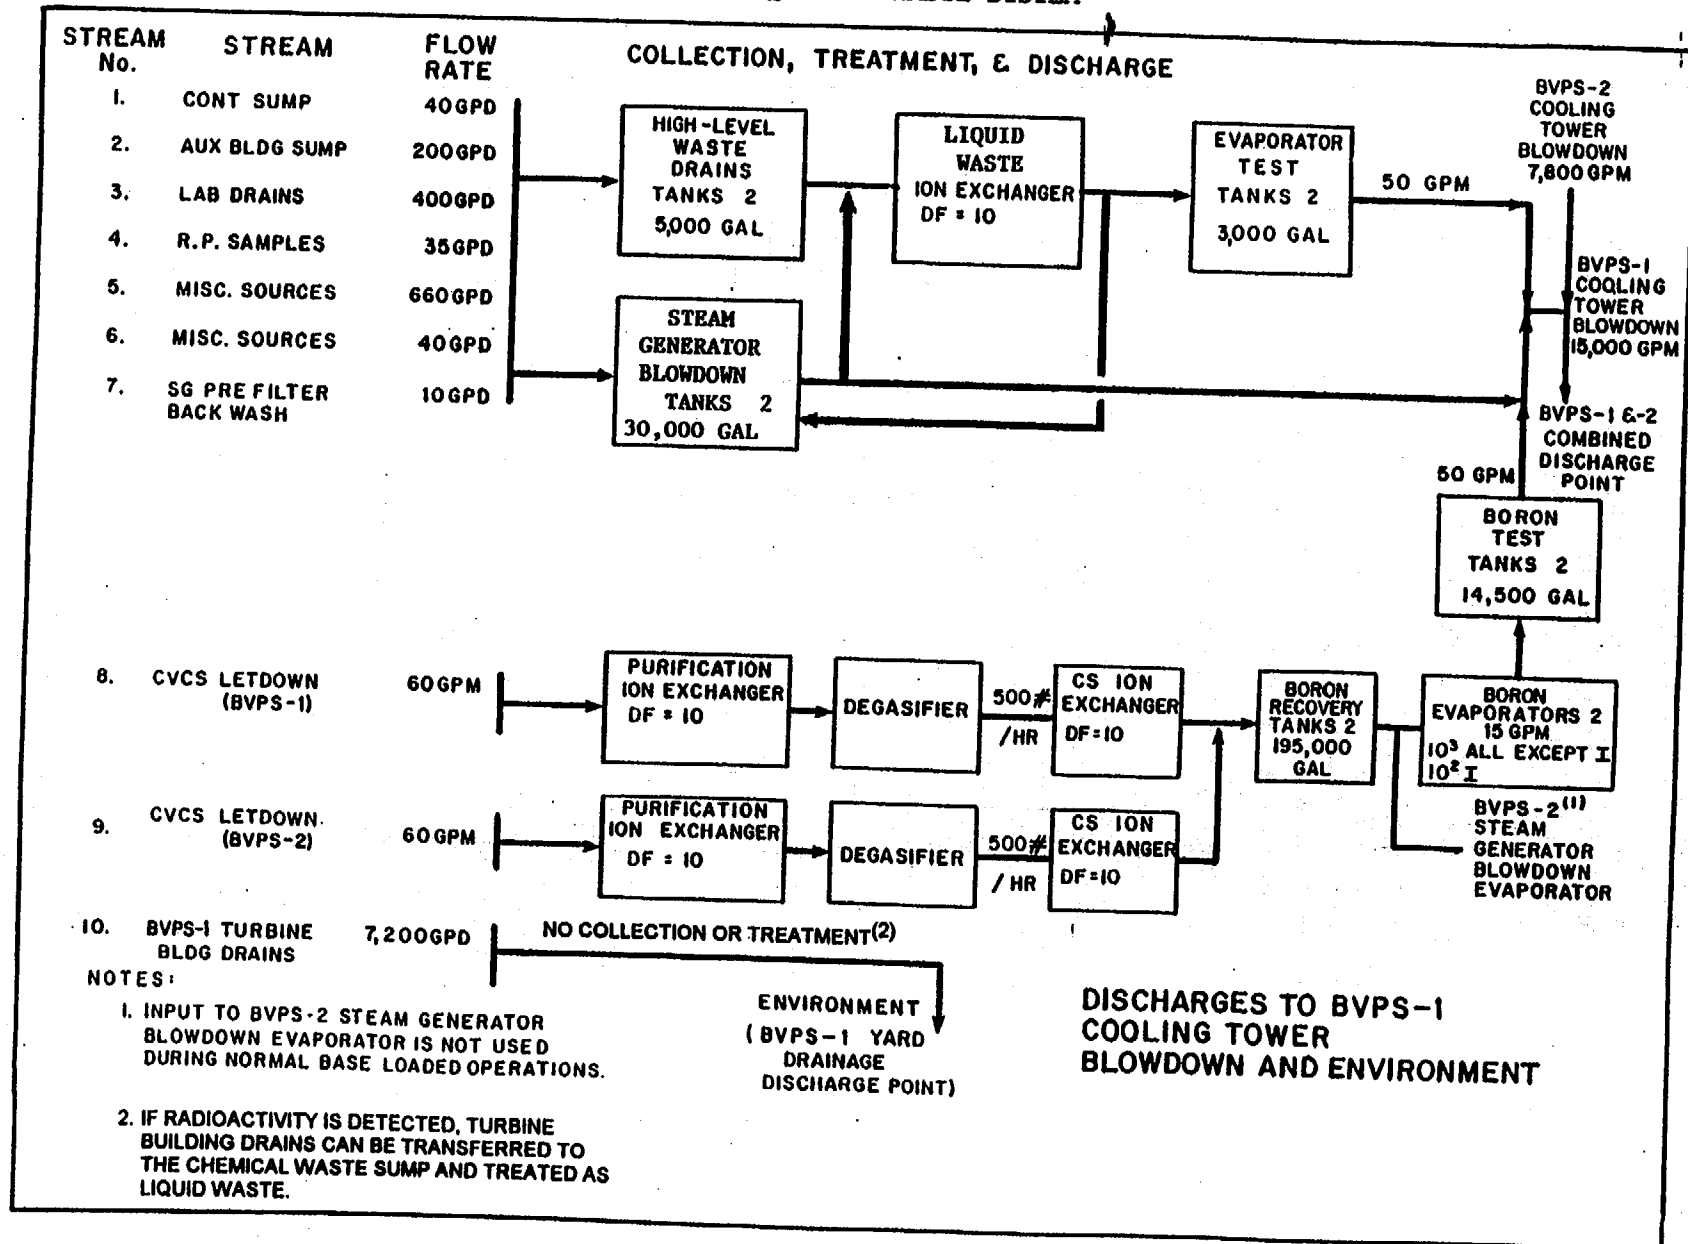 STREAM No.
STREAM
FLOW RATE
COLLECTION, TREATMENT, & DISCHARGE
1. CONT SUMP 40GPD
2. AUX BLDG SUMP 200GPD
3. LAB DRAINS 400GPD
4. R.P. SAMPLES 35GPD
5. MISC. SOURCES 660GPD
6. MISC. SOURCES 40GPD
7. SG PRE FILTER 10GPD
BACK WASH
HIGH-LEVEL
WASTE
DRAINS
TANKS 2
5,000 GAL
LIQUID
WASTE
ION EXCHANGER
DF = 10
EVAPORATOR
TEST
TANKS 2
3,000 GAL
50 GPM
BVPS-2
COOLING
TOWER
BLOWDOWN
7,800 GPM
BVPS-1
COOLING
TOWER
BLOWDOWN
15,000 GPM
STEAM
GENERATOR
BLOWDOWN
TANKS 2
30,000 GAL
BVPS-1 &-2
COMBINED
DISCHARGE
POINT
50 GPM
BORON
TEST
TANKS 2
14,500 GAL
8. CVCS LETDOWN 60GPM
(BVPS-1)
PURIFICATION
ION EXCHANGER
DF = 10
DEGASIFIER
500#
/HR
CS ION
EXCHANGER
DF=10
BORON
RECOVERY
TANKS 2
195,000
GAL
BORON
EVAPORATORS 2
15 GPM
10³ ALL EXCEPT I
10² I
9. CVCS LETDOWN. 60GPM
(BVPS-2)
PURIFICATION
ION EXCHANGER
DF = 10
DEGASIFIER
500#
/ HR
CS ION
EXCHANGER
DF=10
BVPS-2(1)
STEAM
GENERATOR
BLOWDOWN
EVAPORATOR
10. BVPS-1 TURBINE 7,200GPD
BLDG DRAINS
NO COLLECTION OR TREATMENT(2)
ENVIRONMENT
(BVPS-1 YARD
DRAINAGE
DISCHARGE POINT)
DISCHARGES TO BVPS-1
COOLING TOWER
BLOWDOWN AND ENVIRONMENT
NOTES:
1. INPUT TO BVPS-2 STEAM GENERATOR
BLOWDOWN EVAPORATOR IS NOT USED
DURING NORMAL BASE LOADED OPERATIONS.
2. IF RADIOACTIVITY IS DETECTED, TURBINE
BUILDING DRAINS CAN BE TRANSFERRED TO
THE CHEMICAL WASTE SUMP AND TREATED AS
LIQUID WASTE.